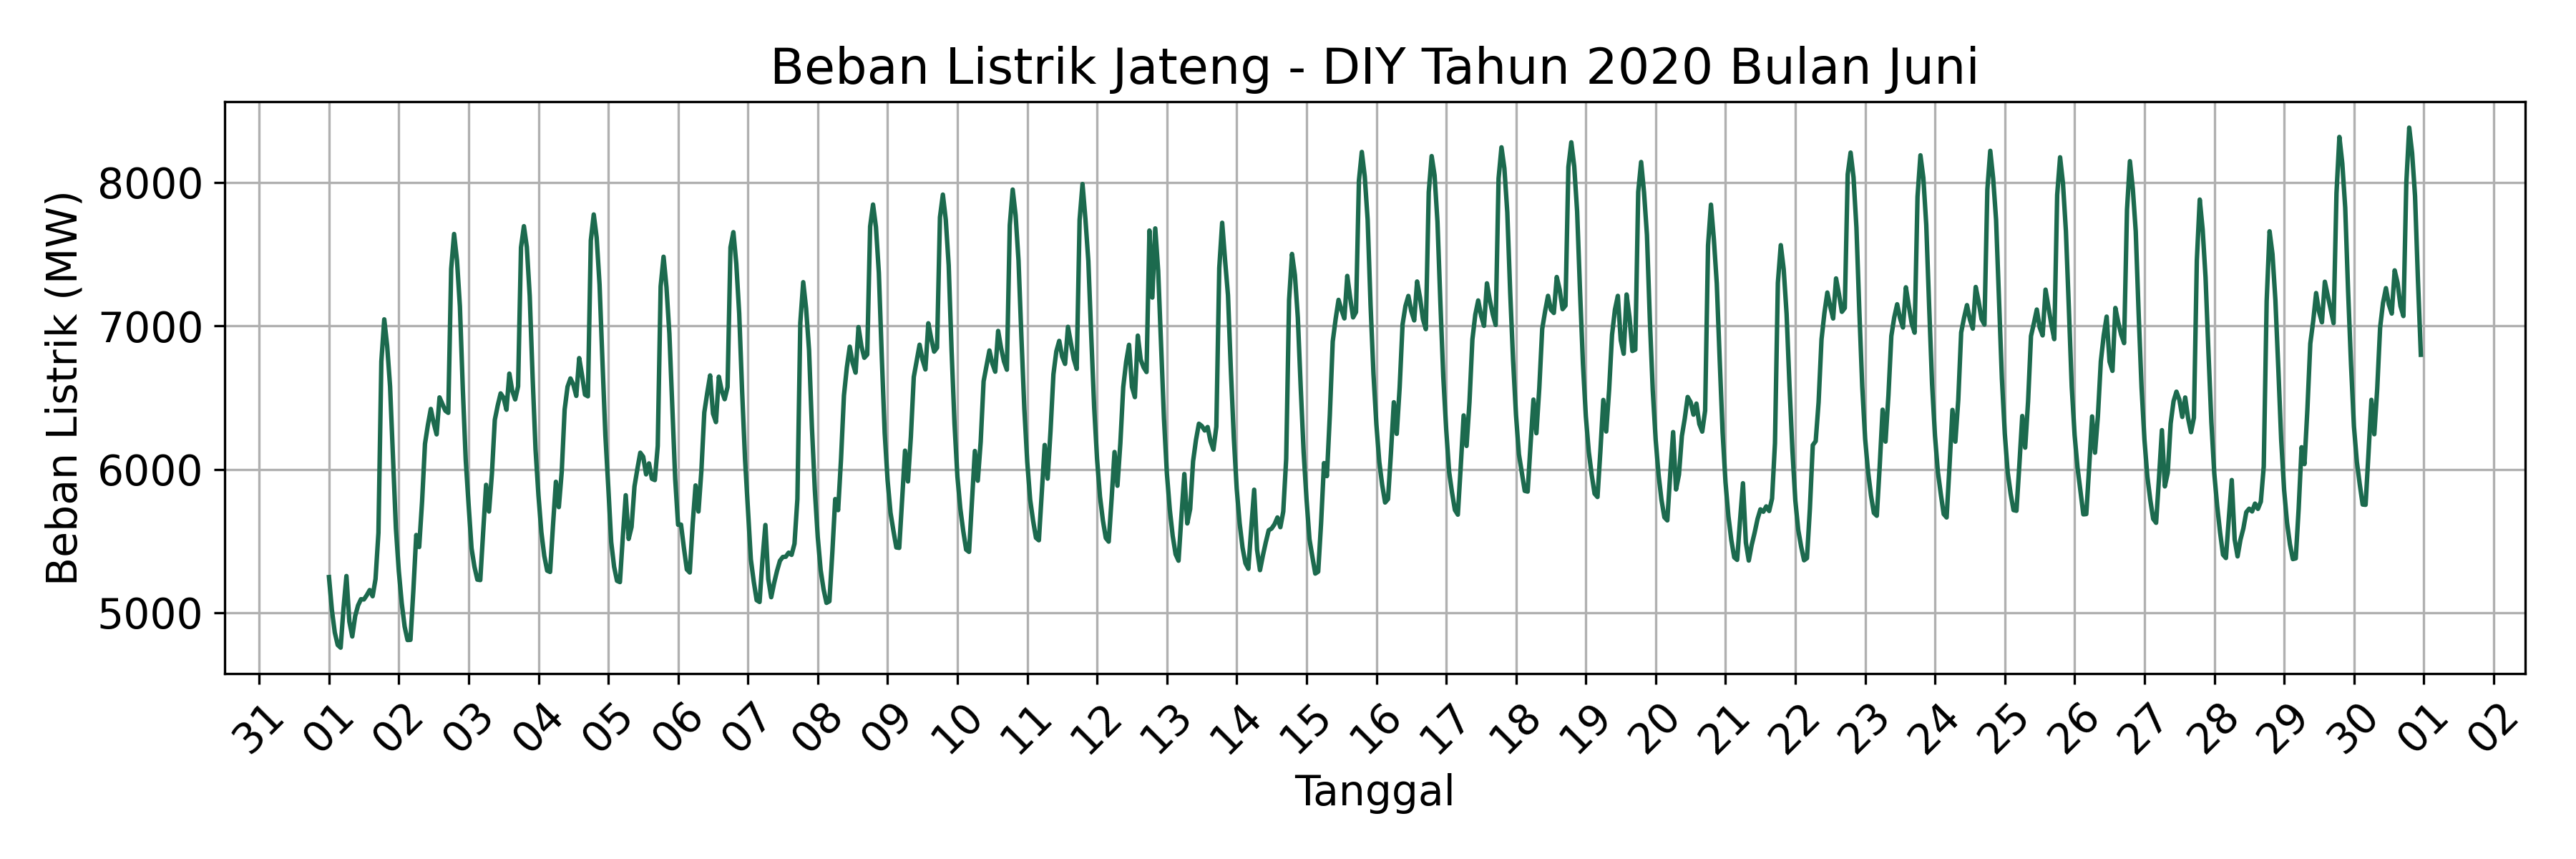 Beban Listrik Jateng - DIY Tahun 2020 Bulan Juni
Beban Listrik (MW)
8000
7000
6000
5000
31 01 02 03 04 05 06 07 08 09 10 11 12 13 14 15 16 17 18 19 20 21 22 23 24 25 26 27 28 29 30 01 02
Tanggal